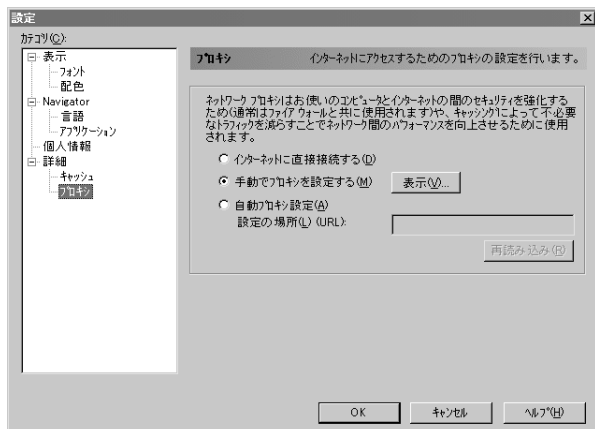 設定
カテゴリ(C):
表示
フォント
配色
Navigator
言語
アプリケーション
個人情報
詳細
キャッシュ
プロキシ
プロキシ インターネットにアクセスするためのプロキシの設定を行います。
ネットワーク プロキシはお使いのコンピュータとインターネットの間のセキュリティを強化する
ため(通常はファイア ウォールと共に使用されます)や、キャッシングによって不必要
なトラフィックを減らすことでネットワーク間のパフォーマンスを向上させるために使用
されます。
インターネットに直接接続する(D)
手動でプロキシを設定する(M) 表示(V)...
自動プロキシ設定(A)
設定の場所(L) (URL):
再読み込み(R)
OK キャンセル ヘルプ(H)